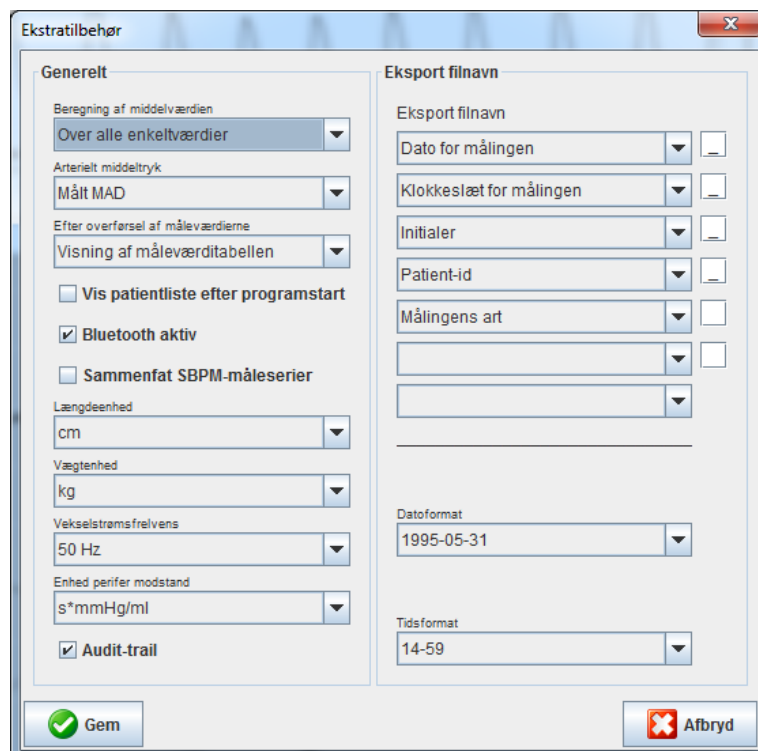 Ekstratilbehør
Generelt
Beregning af middelværdien
Over alle enkeltværdier
Arterielt middeltryk
Målt MAD
Efter overførsel af måleværdierne
Visning af måleværditabellen
Vis patientliste efter programstart
Bluetooth aktiv
Sammenfat SBPM-måleserier
Længdeenhed
cm
Vægtenhed
kg
Vekselstrømsfrelvens
50 Hz
Enhed perifer modstand
s*mmHg/ml
Audit-trail
Eksport filnavn
Eksport filnavn
Dato for målingen _
Klokkeslæt for målingen _
Initialer _
Patient-id _
Målingens art
Datoformat
1995-05-31
Tidsformat
14-59
Gem
Afbryd